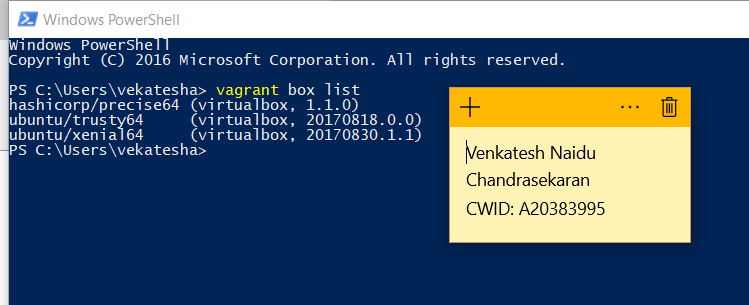 Windows PowerShell
Windows PowerShell
Copyright (C) 2016 Microsoft Corporation. All rights reserved.
PS C:\Users\vekatesha> vagrant box list
hashicorp/precise64 (virtualbox, 1.1.0)
ubuntu/trusty64     (virtualbox, 20170818.0.0)
ubuntu/xenial64     (virtualbox, 20170830.1.1)
PS C:\Users\vekatesha>
Venkatesh Naidu
Chandrasekaran
CWID: A20383995